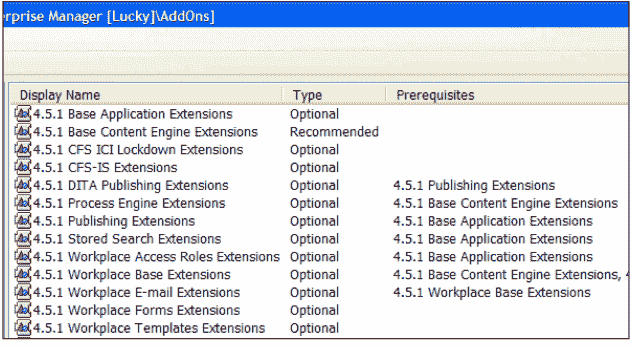 rprise Manager [Lucky]\AddOns]
Display Name Type Prerequisites
4.5.1 Base Application Extensions Optional
4.5.1 Base Content Engine Extensions Recommended
4.5.1 CFS ICI Lockdown Extensions Optional
4.5.1 CFS-IS Extensions Optional
4.5.1 DITA Publishing Extensions Optional 4.5.1 Publishing Extensions
4.5.1 Process Engine Extensions Optional 4.5.1 Base Content Engine Extensions
4.5.1 Publishing Extensions Optional 4.5.1 Base Application Extensions
4.5.1 Stored Search Extensions Optional 4.5.1 Base Application Extensions
4.5.1 Workplace Access Roles Extensions Optional 4.5.1 Base Application Extensions
4.5.1 Workplace Base Extensions Optional 4.5.1 Base Content Engine Extensions, 4
4.5.1 Workplace E-mail Extensions Optional 4.5.1 Workplace Base Extensions
4.5.1 Workplace Forms Extensions Optional
4.5.1 Workplace Templates Extensions Optional